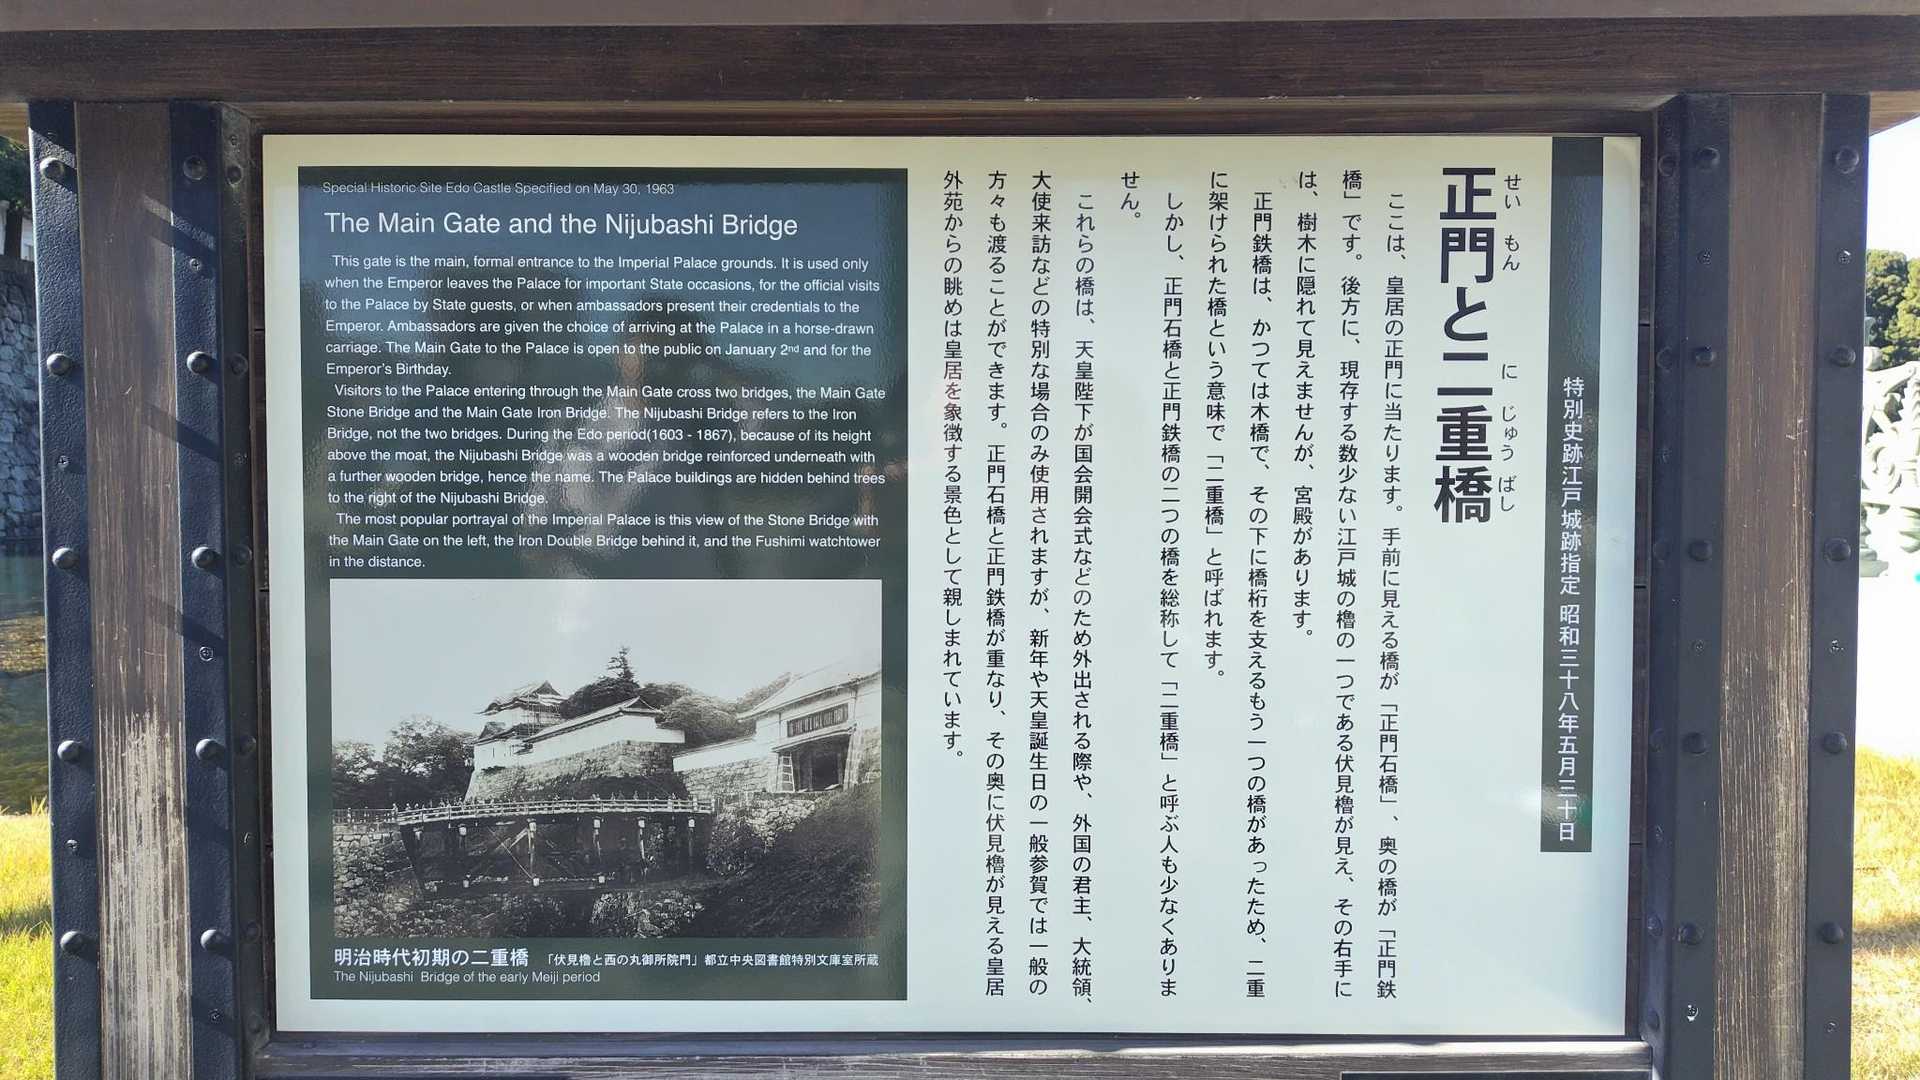 Special Historic Site Edo Castle Specified on May 30, 1963
The Main Gate and the Nijubashi Bridge
This gate is the main, formal entrance to the Imperial Palace grounds. It is used only
when the Emperor leaves the Palace for important State occasions, for the official visits
to the Palace by State guests, or when ambassadors present their credentials to the
Emperor. Ambassadors are given the choice of arriving at the Palace in a horse-drawn
carriage. The Main Gate to the Palace is open to the public on January 2nd and for the
Emperor's Birthday.
Visitors to the Palace entering through the Main Gate cross two bridges, the Main Gate
Stone Bridge and the Main Gate Iron Bridge. The Nijubashi Bridge refers to the Iron
Bridge, not the two bridges. During the Edo period(1603 - 1867), because of its height
above the moat, the Nijubashi Bridge was a wooden bridge reinforced underneath with
a further wooden bridge, hence the name. The Palace buildings are hidden behind trees
to the right of the Nijubashi Bridge.
The most popular portrayal of the Imperial Palace is this view of the Stone Bridge with
the Main Gate on the left, the Iron Double Bridge behind it, and the Fushimi watchtower
in the distance.
明治時代初期の二重橋 「伏見櫓と西の丸御所院門」都立中央図書館特別文庫室所蔵
The Nijubashi Bridge of the early Meiji period
特別史跡江戸城跡指定 昭和三十八年五月三十日
せい もん に じゅう ばし
正門と二重橋
ここは、皇居の正門に当たります。手前に見える橋が「正門石橋」、奥の橋が「正門鉄
橋」です。後方に、現存する数少ない江戸城の櫓の一つである伏見櫓が見え、その右手に
は、樹木に隠れて見えませんが、宮殿があります。
正門鉄橋は、かつては木橋で、その下に橋桁を支えるもう一つの橋があったため、二重
に架けられた橋という意味で「二重橋」と呼ばれます。
しかし、正門石橋と正門鉄橋の二つの橋を総称して「二重橋」と呼ぶ人も少なくありま
せん。
これらの橋は、天皇陛下が国会開会式などのため外出される際や、外国の君主、大統領、
大使来訪などの特別な場合のみ使用されますが、新年や天皇誕生日の一般参賀では一般の
方々も渡ることができます。正門石橋と正門鉄橋が重なり、その奥に伏見櫓が見える皇居
外苑からの眺めは皇居を象徴する景色として親しまれています。